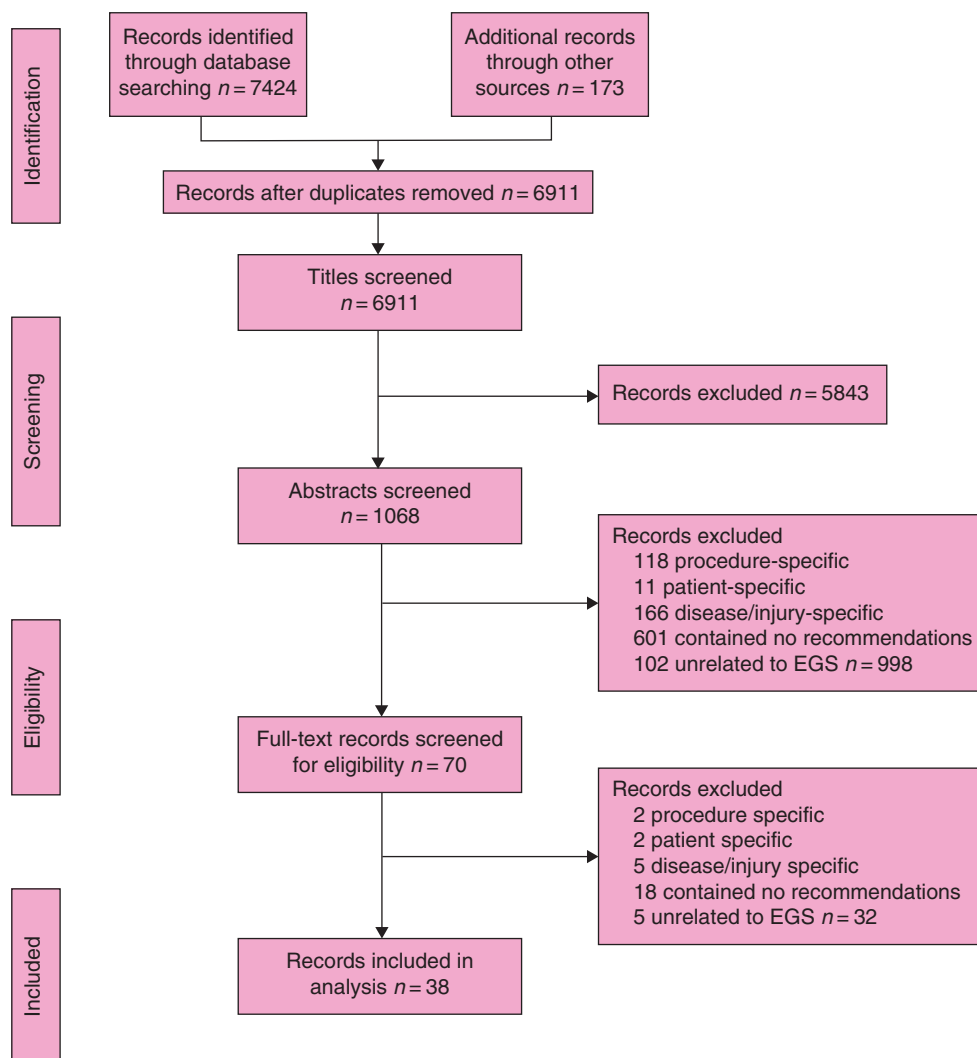 Identification
Records identified
through database
searching n = 7424
Additional records
through other
sources n = 173
Records after duplicates removed n = 6911
Titles screened
n = 6911
Screening
Records excluded n = 5843
Abstracts screened
n = 1068
Records excluded
118 procedure-specific
11 patient-specific
166 disease/injury-specific
601 contained no recommendations
102 unrelated to EGS n = 998
Eligibility
Full-text records screened
for eligibility n = 70
Records excluded
2 procedure specific
2 patient specific
5 disease/injury specific
18 contained no recommendations
5 unrelated to EGS n = 32
Included
Records included in
analysis n = 38